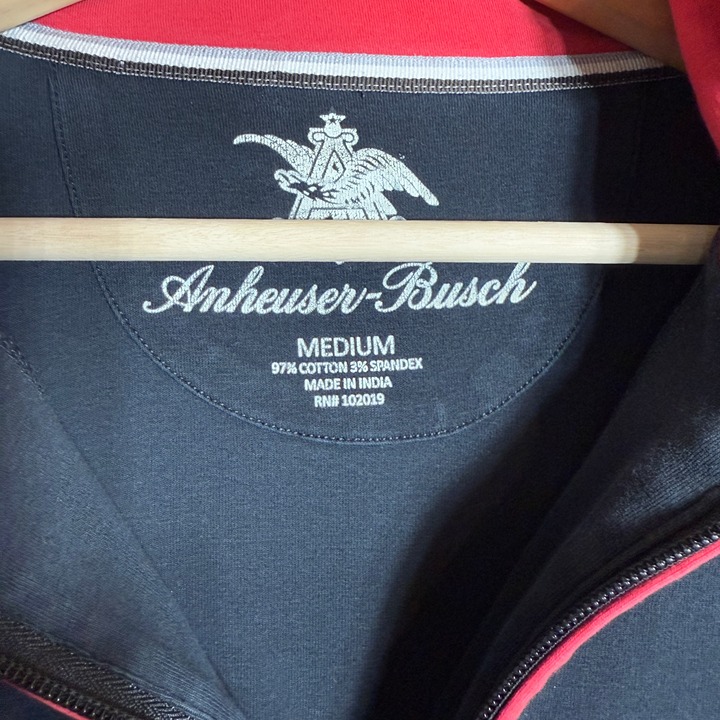 Anheuser-Busch
MEDIUM
97% COTTON 3% SPANDEX
MADE IN INDIA
RN# 102019